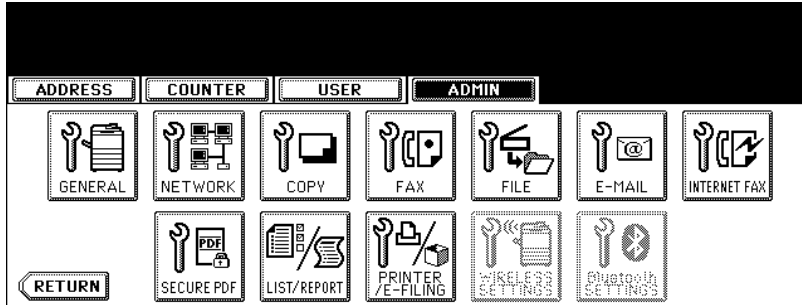 ADDRESS COUNTER USER ADMIN
GENERAL NETWORK COPY FAX FILE E-MAIL INTERNET FAX
@
PDF
SECURE PDF LIST/REPORT PRINTER
/E-FILING WIRELESS
SETTINGS Bluetooth
SETTINGS
RETURN